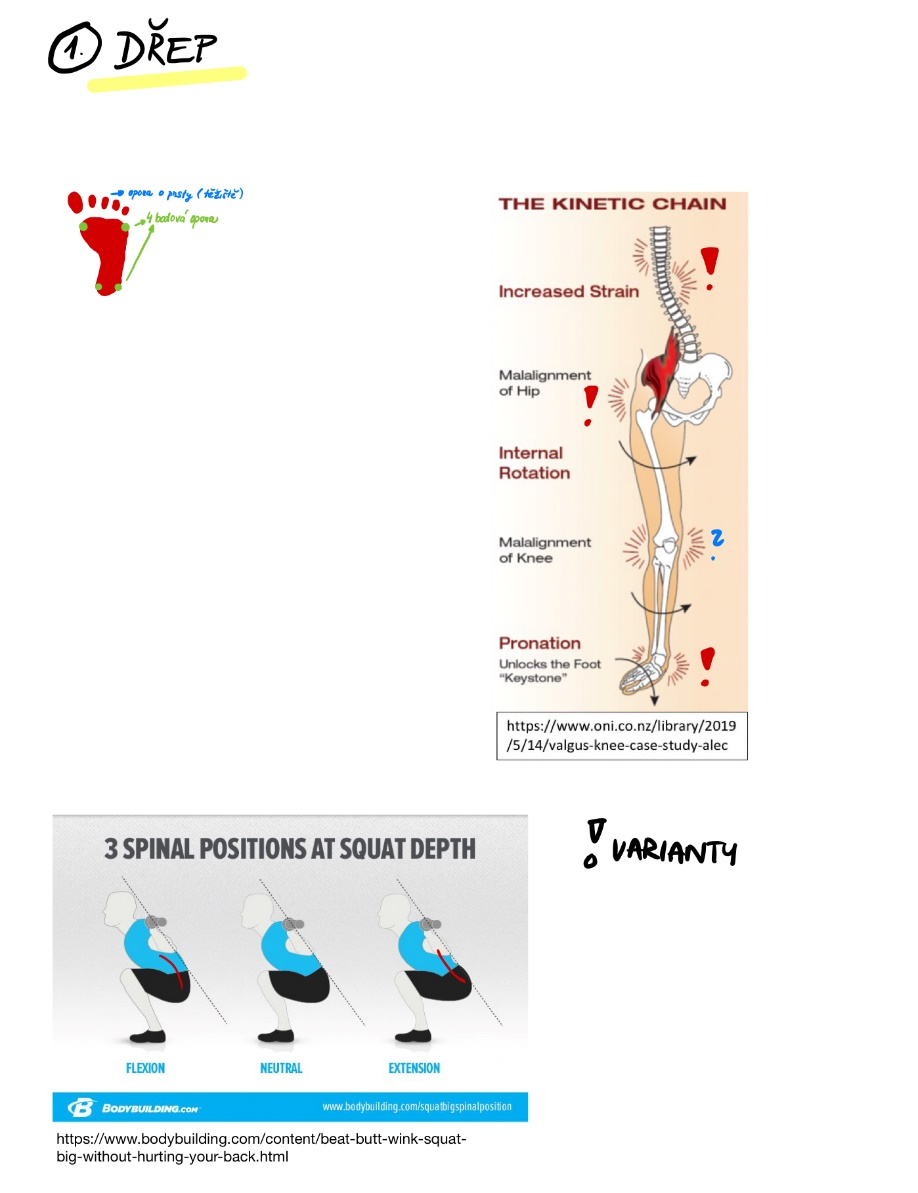 1. DŘEP
opora o prsty (těžiště)
4 bodová opora
THE KINETIC CHAIN
!
Increased Strain
Malalignment
of Hip
!
Internal
Rotation
Malalignment
of Knee
?
Pronation
Unlocks the Foot
"Keystone"
!
https://www.oni.co.nz/library/2019
/5/14/valgus-knee-case-study-alec
3 SPINAL POSITIONS AT SQUAT DEPTH
! VARIANTY
FLEXION NEUTRAL EXTENSION
B BODYBUILDING.COM www.bodybuilding.com/squatbigspinalposition
https://www.bodybuilding.com/content/beat-butt-wink-squat-
big-without-hurting-your-back.html